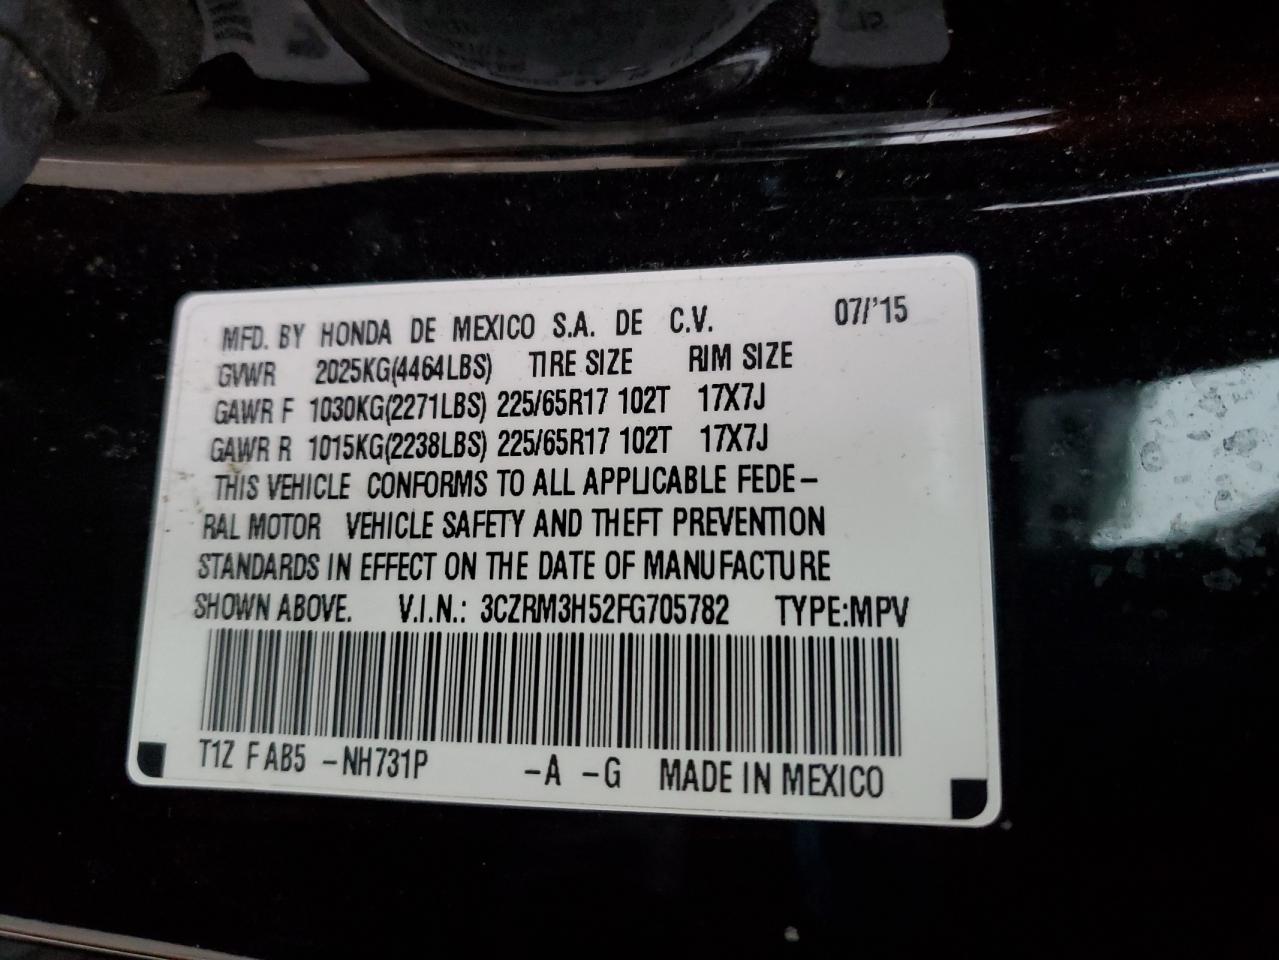 MFD. BY HONDA DE MEXICO S.A. DE C.V. 07/'15
GVWR 2025KG(4464LBS) TIRE SIZE RIM SIZE
GAWR F 1030KG(2271LBS) 225/65R17 102T 17X7J
GAWR R 1015KG(2238LBS) 225/65R17 102T 17X7J
THIS VEHICLE CONFORMS TO ALL APPLICABLE FEDE-
RAL MOTOR VEHICLE SAFETY AND THEFT PREVENTION
STANDARDS IN EFFECT ON THE DATE OF MANUFACTURE
SHOWN ABOVE. V.I.N.: 3CZRM3H52FG705782 TYPE:MPV
T1Z FAB5 -NH731P -A -G MADE IN MEXICO